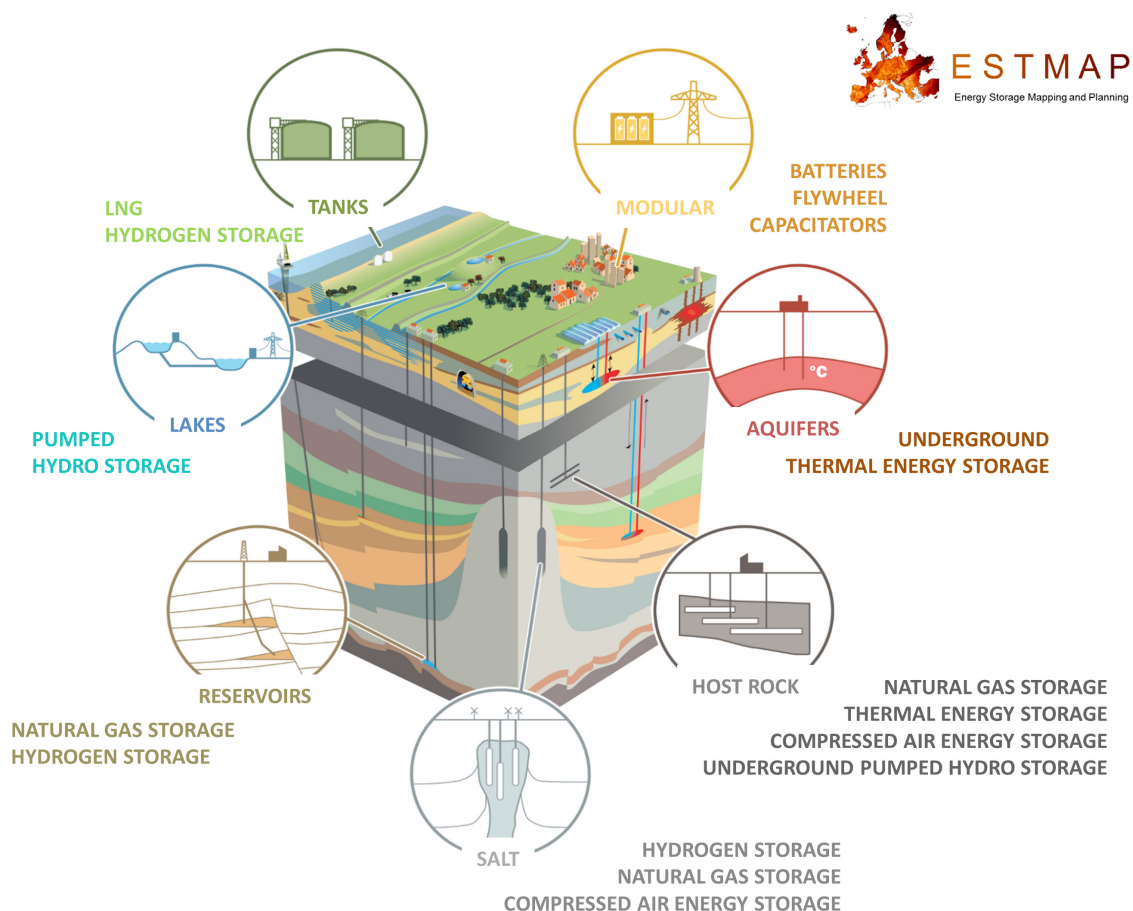 ESTMAP
Energy Storage Mapping and Planning
TANKS
LNG
HYDROGEN STORAGE
MODULAR
BATTERIES
FLYWHEEL
CAPACITATORS
LAKES
PUMPED
HYDRO STORAGE
°C
AQUIFERS
UNDERGROUND
THERMAL ENERGY STORAGE
RESERVOIRS
NATURAL GAS STORAGE
HYDROGEN STORAGE
HOST ROCK
NATURAL GAS STORAGE
THERMAL ENERGY STORAGE
COMPRESSED AIR ENERGY STORAGE
UNDERGROUND PUMPED HYDRO STORAGE
SALT
HYDROGEN STORAGE
NATURAL GAS STORAGE
COMPRESSED AIR ENERGY STORAGE